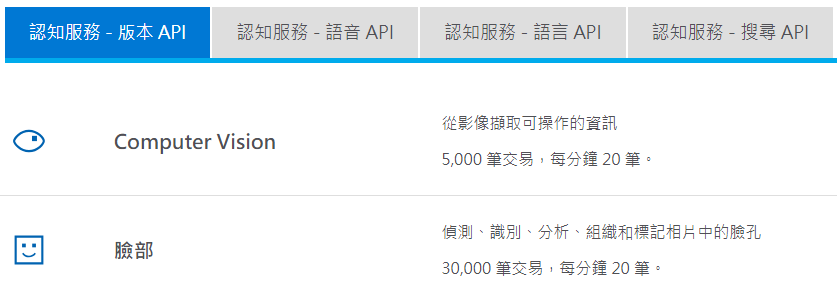 認知服務 - 版本 API
認知服務 - 語音 API
認知服務 - 語言 API
認知服務 - 搜尋 API
Computer Vision
從影像擷取可操作的資訊
5,000 筆交易，每分鐘 20 筆。
臉部
偵測、識別、分析、組織和標記相片中的臉孔
30,000 筆交易，每分鐘 20 筆。